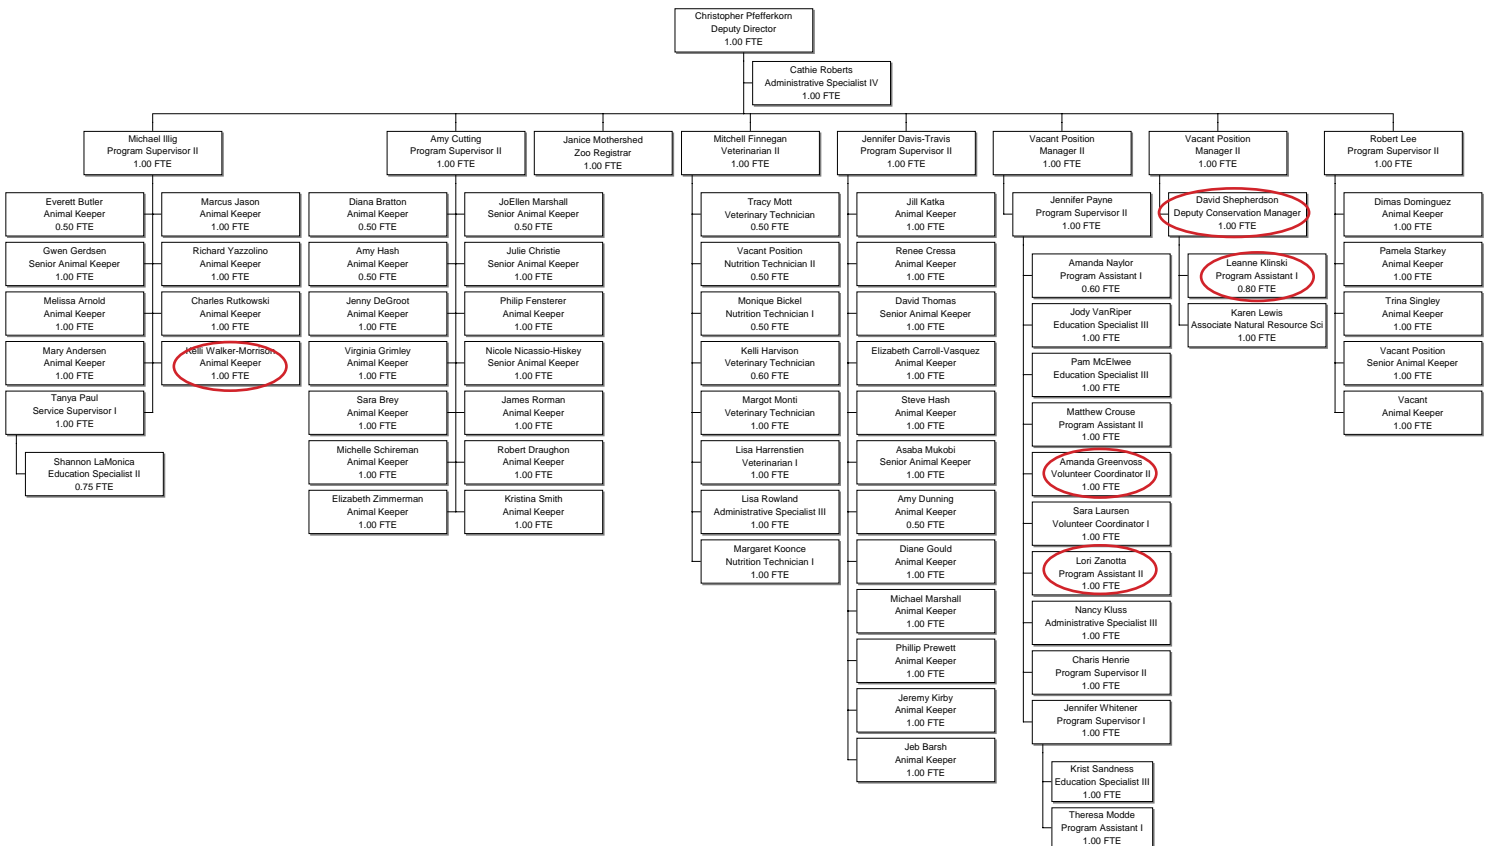 Christopher Pfefferkorn
Deputy Director
1.00 FTE
Cathie Roberts
Administrative Specialist IV
1.00 FTE
Michael Illig
Program Supervisor II
1.00 FTE
Everett Butler
Animal Keeper
0.50 FTE
Marcus Jason
Animal Keeper
1.00 FTE
Gwen Gerdsen
Senior Animal Keeper
1.00 FTE
Richard Yazzolino
Animal Keeper
1.00 FTE
Melissa Arnold
Animal Keeper
1.00 FTE
Charles Rutkowski
Animal Keeper
1.00 FTE
Mary Andersen
Animal Keeper
1.00 FTE
Kelli Walker-Morrison
Animal Keeper
1.00 FTE
Tanya Paul
Service Supervisor I
1.00 FTE
Shannon LaMonica
Education Specialist II
0.75 FTE
Amy Cutting
Program Supervisor II
1.00 FTE
Diana Bratton
Animal Keeper
0.50 FTE
JoEllen Marshall
Senior Animal Keeper
0.50 FTE
Amy Hash
Animal Keeper
0.50 FTE
Julie Christie
Senior Animal Keeper
1.00 FTE
Jenny DeGroot
Animal Keeper
1.00 FTE
Philip Fensterer
Animal Keeper
1.00 FTE
Virginia Grimley
Animal Keeper
1.00 FTE
Nicole Nicassio-Hiskey
Senior Animal Keeper
1.00 FTE
Sara Brey
Animal Keeper
1.00 FTE
James Rorman
Animal Keeper
1.00 FTE
Michelle Schireman
Animal Keeper
1.00 FTE
Robert Draughon
Animal Keeper
1.00 FTE
Elizabeth Zimmerman
Animal Keeper
1.00 FTE
Kristina Smith
Animal Keeper
1.00 FTE
Janice Mothershed
Zoo Registrar
1.00 FTE
Mitchell Finnegan
Veterinarian II
1.00 FTE
Tracy Mott
Veterinary Technician
0.50 FTE
Vacant Position
Nutrition Technician II
0.50 FTE
Monique Bickel
Nutrition Technician I
0.50 FTE
Kelli Harvison
Veterinary Technician
0.60 FTE
Margot Monti
Veterinary Technician
1.00 FTE
Lisa Harrenstien
Veterinarian I
1.00 FTE
Lisa Rowland
Administrative Specialist III
1.00 FTE
Margaret Koonce
Nutrition Technician I
1.00 FTE
Jennifer Davis-Travis
Program Supervisor II
1.00 FTE
Jill Katka
Animal Keeper
1.00 FTE
Renee Cressa
Animal Keeper
1.00 FTE
David Thomas
Senior Animal Keeper
1.00 FTE
Elizabeth Carroll-Vasquez
Animal Keeper
1.00 FTE
Steve Hash
Animal Keeper
1.00 FTE
Asaba Mukobi
Senior Animal Keeper
1.00 FTE
Amy Dunning
Animal Keeper
0.50 FTE
Diane Gould
Animal Keeper
1.00 FTE
Michael Marshall
Animal Keeper
1.00 FTE
Phillip Prewett
Animal Keeper
1.00 FTE
Jeremy Kirby
Animal Keeper
1.00 FTE
Jeb Barsh
Animal Keeper
1.00 FTE
Vacant Position
Manager II
1.00 FTE
Jennifer Payne
Program Supervisor II
1.00 FTE
Amanda Naylor
Program Assistant I
0.60 FTE
Jody VanRiper
Education Specialist III
1.00 FTE
Pam McElwee
Education Specialist III
1.00 FTE
Matthew Crouse
Program Assistant II
1.00 FTE
Amanda Greenvoss
Volunteer Coordinator II
1.00 FTE
Sara Laursen
Volunteer Coordinator I
1.00 FTE
Lori Zanotta
Program Assistant II
1.00 FTE
Nancy Kluss
Administrative Specialist III
1.00 FTE
Charis Henrie
Program Supervisor II
1.00 FTE
Jennifer Whitener
Program Supervisor I
1.00 FTE
Krist Sandness
Education Specialist III
1.00 FTE
Theresa Modde
Program Assistant I
1.00 FTE
Vacant Position
Manager II
1.00 FTE
David Shepherdson
Deputy Conservation Manager
1.00 FTE
Leanne Klinski
Program Assistant I
0.80 FTE
Karen Lewis
Associate Natural Resource Sci
1.00 FTE
Robert Lee
Program Supervisor II
1.00 FTE
Dimas Dominguez
Animal Keeper
1.00 FTE
Pamela Starkey
Animal Keeper
1.00 FTE
Trina Singley
Animal Keeper
1.00 FTE
Vacant Position
Senior Animal Keeper
1.00 FTE
Vacant
Animal Keeper
1.00 FTE